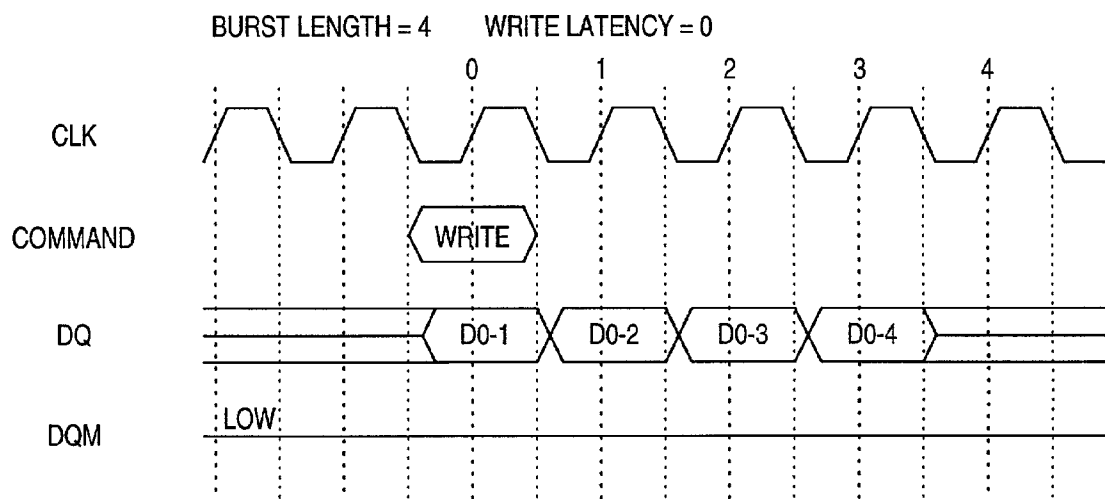 BURST LENGTH = 4 WRITE LATENCY = 0
0 1 2 3 4
CLK
COMMAND WRITE
DQ D0-1 D0-2 D0-3 D0-4
DQM LOW